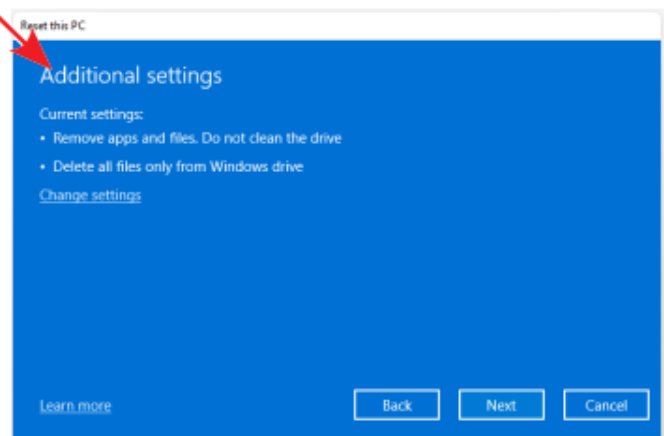 Reset this PC
Additional settings
Current settings:
• Remove apps and files. Do not clean the drive
• Delete all files only from Windows drive
Change settings
Learn more
Back
Next
Cancel